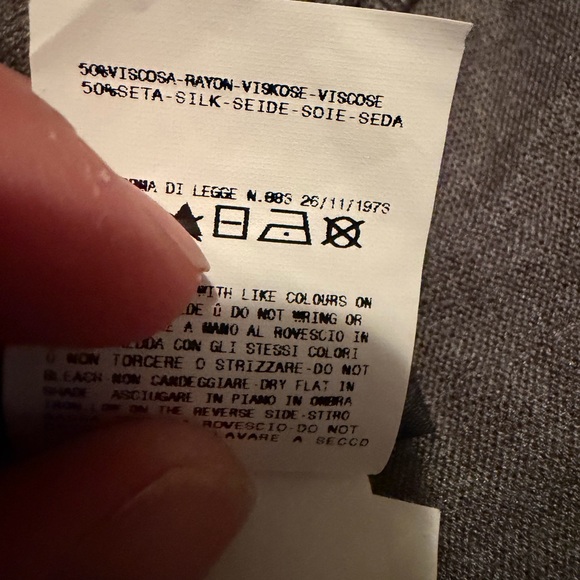 50%VISCOSA-RAYON-VISKOSE-VISCOSE
50%SETA-SILK-SEIDE-SOIE-SEDA
DI LEGGE N.883 26/11/1973
WITH LIKE COLOURS ON
DO NOT WRING OR
A MANO AL ROVESCIO IN
CON GLI STESSI COLORI
NON TORCERE O STRIZZARE-DO NOT
BLEACH-NON CANDEGGIARE-DRY FLAT IN
SHADE ASCIUGARE IN PIANO IN OMBRA
LOW ON THE REVERSE SIDE-STIRO
ROVESCIO-DO NOT
LAVARE A SECCO